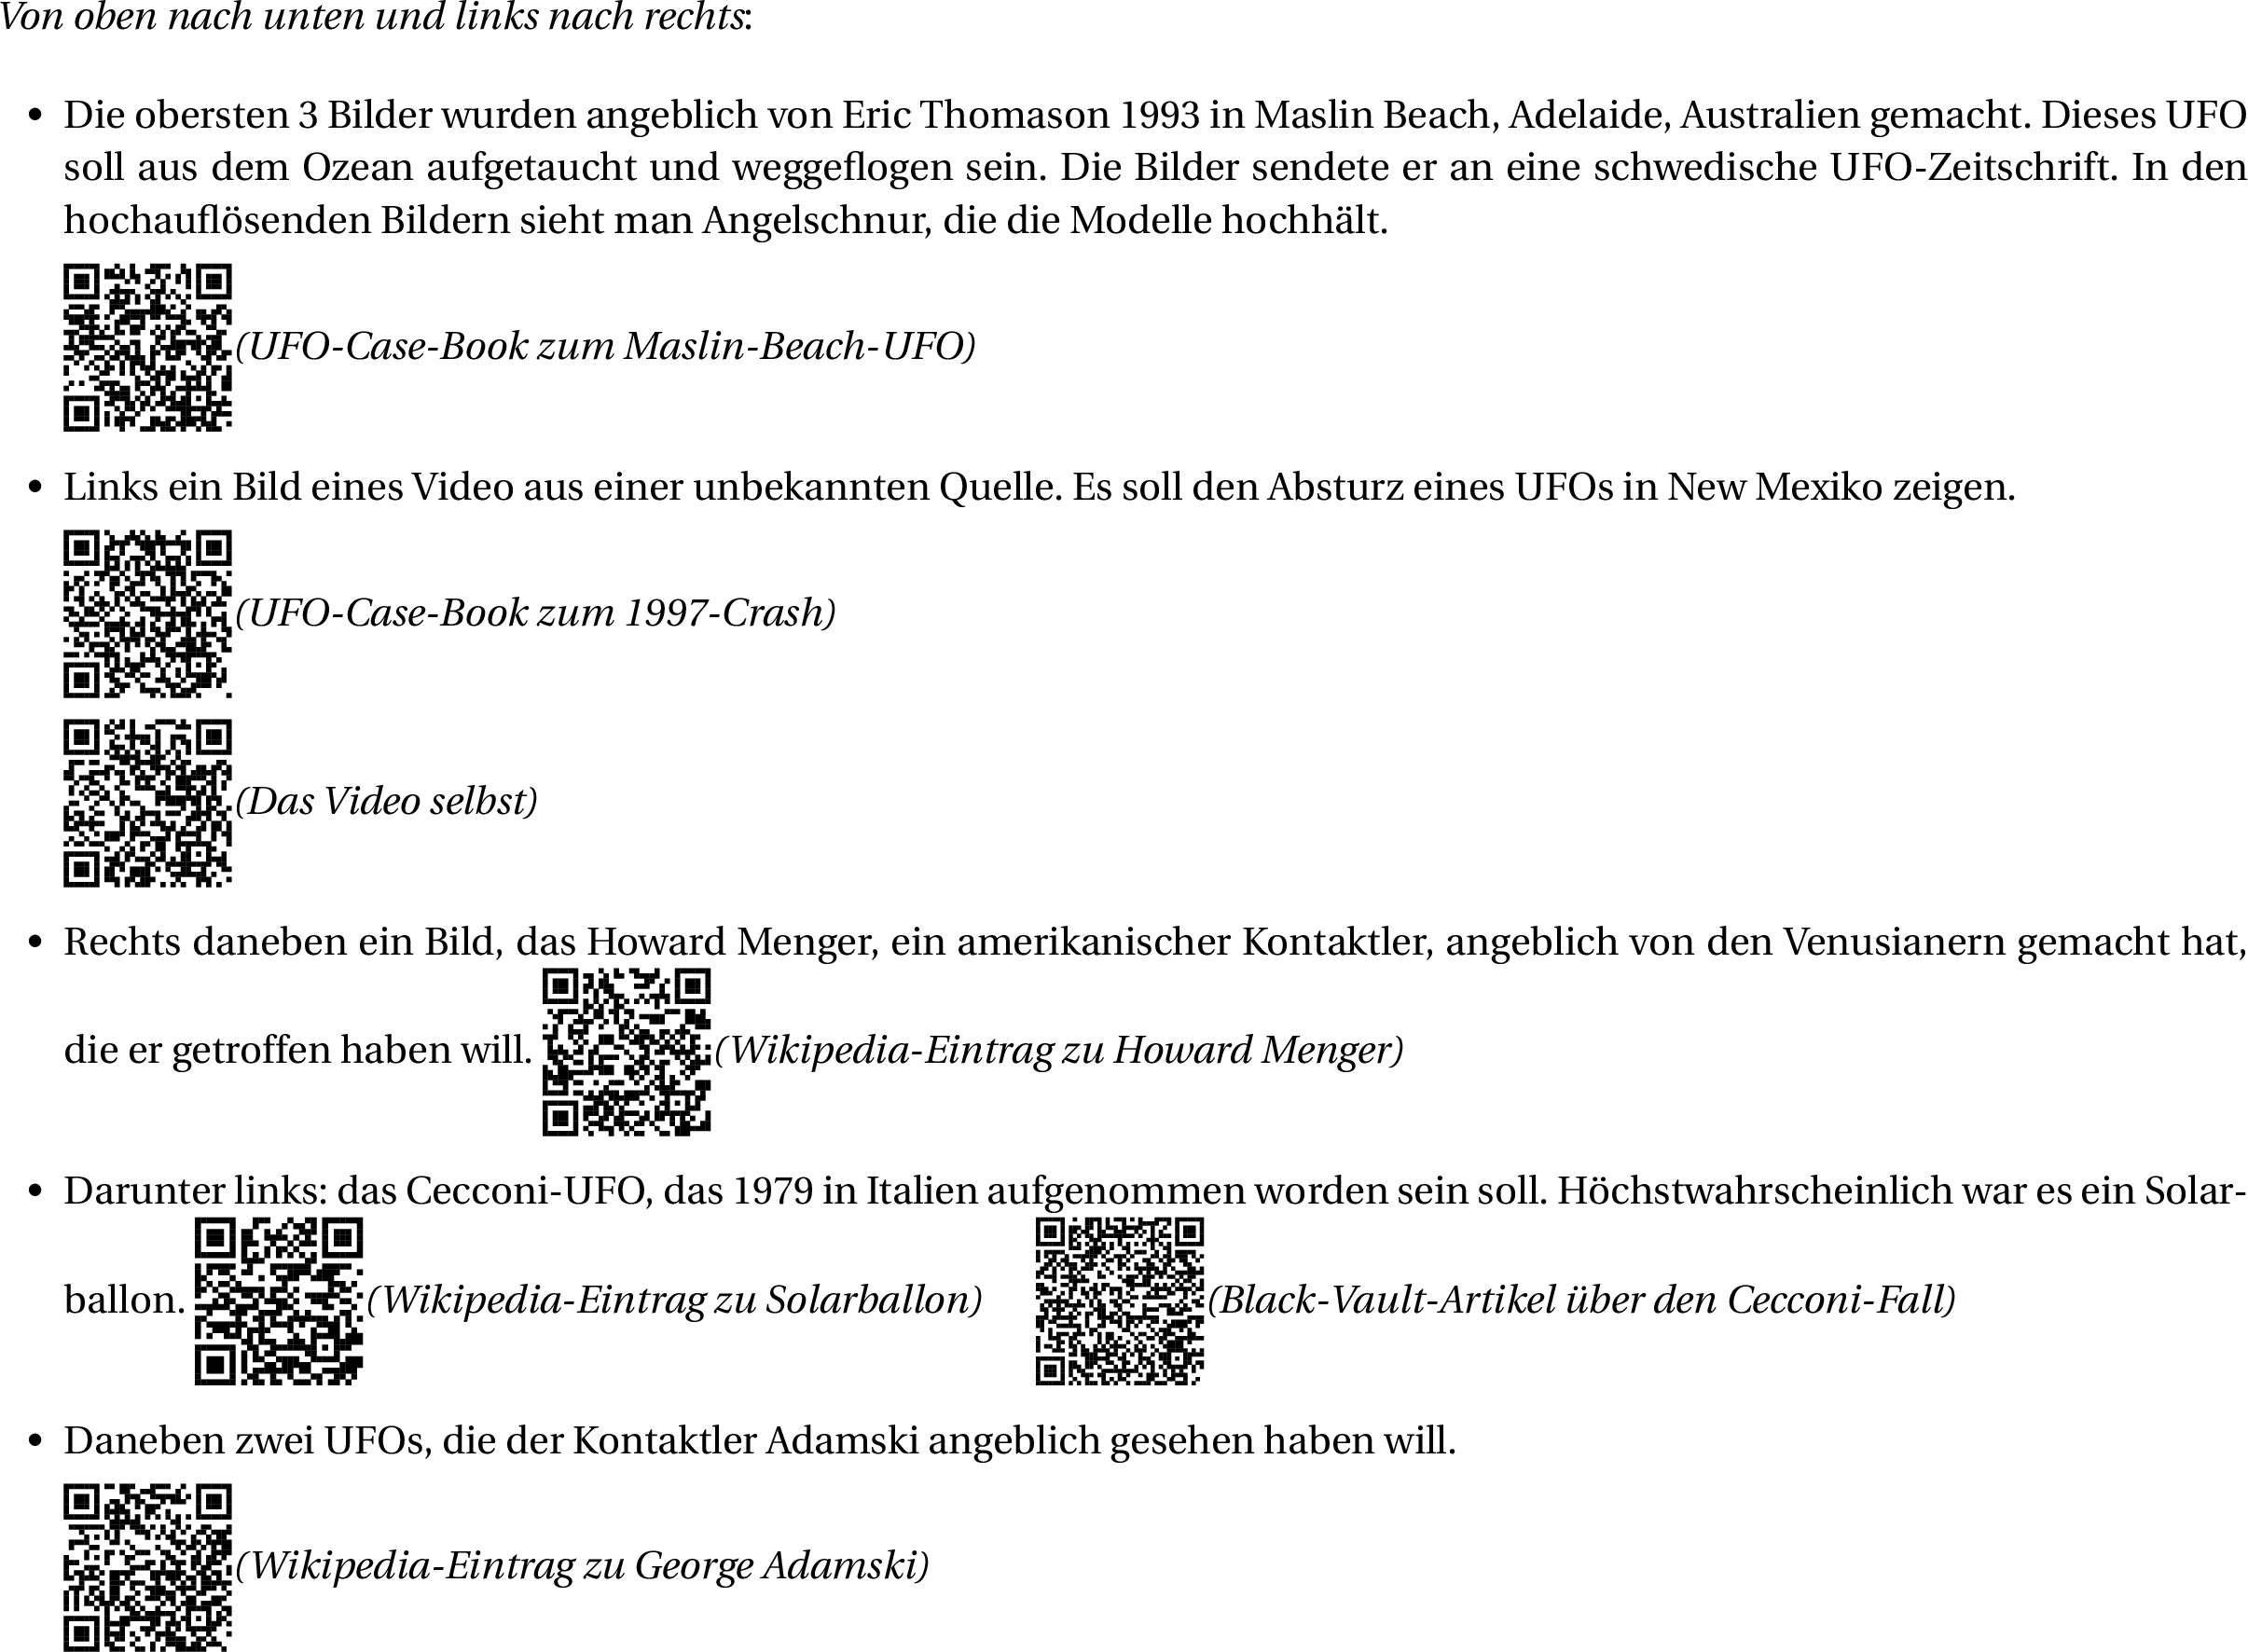 Von oben nach unten und links nach rechts:
• Die obersten 3 Bilder wurden angeblich von Eric Thomason 1993 in Maslin Beach, Adelaide, Australien gemacht. Dieses UFO
soll aus dem Ozean aufgetaucht und weggeflogen sein. Die Bilder sendete er an eine schwedische UFO-Zeitschrift. In den
hochauflösenden Bildern sieht man Angelschnur, die die Modelle hochhält.
(UFO-Case-Book zum Maslin-Beach-UFO)
• Links ein Bild eines Video aus einer unbekannten Quelle. Es soll den Absturz eines UFOs in New Mexiko zeigen.
(UFO-Case-Book zum 1997-Crash)
(Das Video selbst)
• Rechts daneben ein Bild, das Howard Menger, ein amerikanischer Kontaktler, angeblich von den Venusianern gemacht hat,
die er getroffen haben will. (Wikipedia-Eintrag zu Howard Menger)
• Darunter links: das Cecconi-UFO, das 1979 in Italien aufgenommen worden sein soll. Höchstwahrscheinlich war es ein Solar-
ballon. (Wikipedia-Eintrag zu Solarballon) (Black-Vault-Artikel über den Cecconi-Fall)
• Daneben zwei UFOs, die der Kontaktler Adamski angeblich gesehen haben will.
(Wikipedia-Eintrag zu George Adamski)